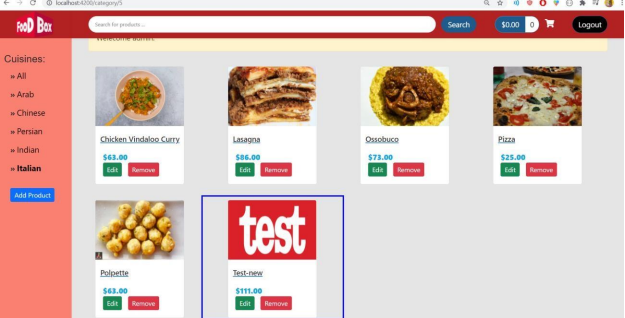 localhost:4200/category/5
FooD Box
Search for products ...
Search
$0.00 0
Logout
Welecome admin.
Cuisines:
» All
» Arab
» Chinese
» Persian
» Indian
» Italian
Add Product
Chicken Vindaloo Curry
$63.00
Edit Remove
Lasagna
$86.00
Edit Remove
Ossobuco
$73.00
Edit Remove
Pizza
$25.00
Edit Remove
Polpette
$63.00
Edit Remove
test
Test-new
$111.00
Edit Remove